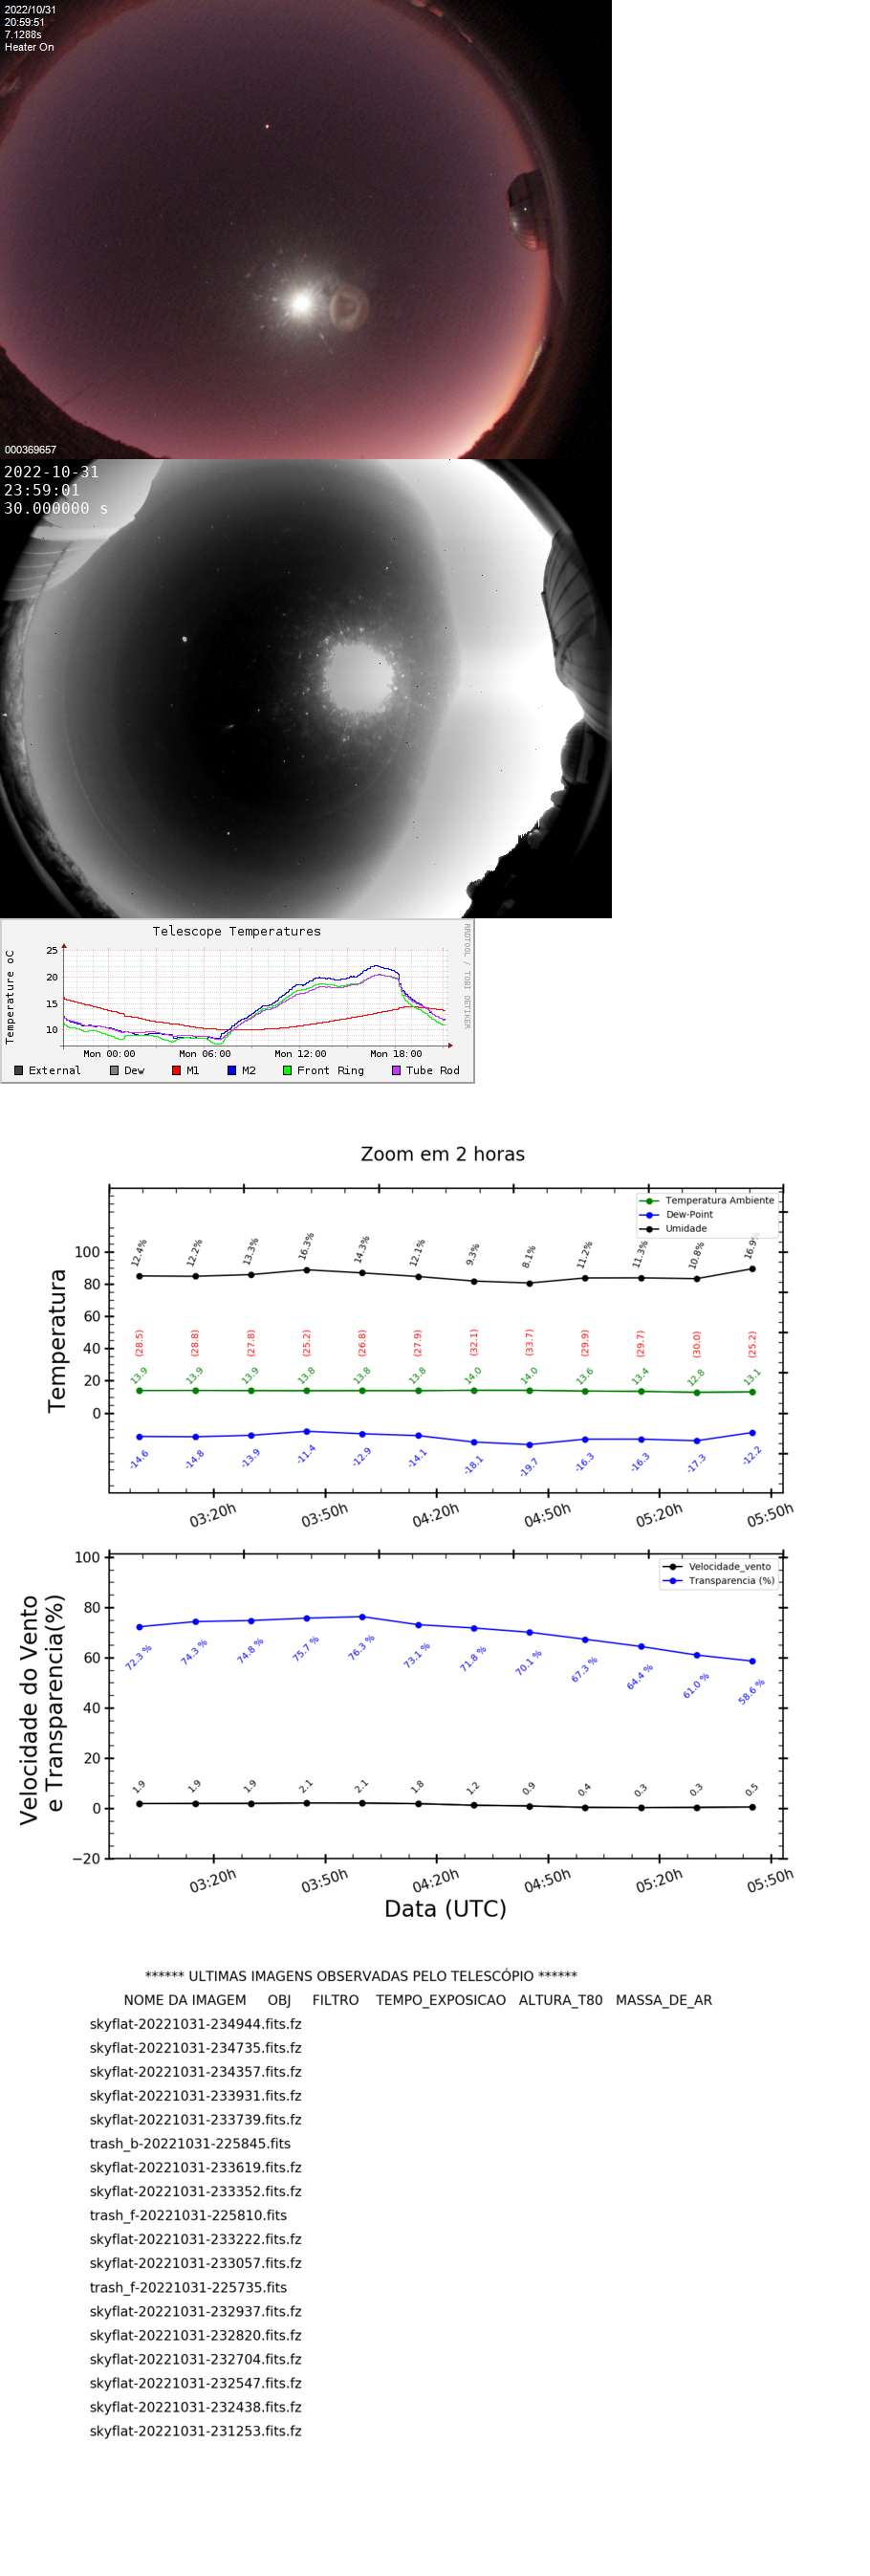 2022/10/31
20:59:51
7.1288s
Heater On
000369657
2022-10-31
23:59:01
30.000000 s
Telescope Temperatures
RRDTOOL / TOBI OETIKER
Temperature oC
25
20
15
10
Mon 00:00 Mon 06:00 Mon 12:00 Mon 18:00
External Dew M1 M2 Front Ring Tube Rod
Zoom em 2 horas
Temperatura Ambiente
Dew-Point
Umidade
Temperatura
100
80
60
40
20
0
12.4% 12.2% 13.3% 16.3% 14.3% 12.1% 9.3% 8.1% 11.2% 11.3% 10.8% 16.9%
(28.5) (28.8) (27.8) (25.2) (26.8) (27.9) (32.1) (33.7) (29.9) (29.7) (30.0) (25.2)
13.9 13.9 13.9 13.8 13.8 13.8 14.0 14.0 13.6 13.4 12.8 13.1
-14.6 -14.8 -13.9 -11.4 -12.9 -14.1 -18.1 -19.7 -16.3 -16.3 -17.3 -12.2
03:20h 03:50h 04:20h 04:50h 05:20h 05:50h
Velocidade_vento
Transparencia (%)
Velocidade do Vento
e Transparencia(%)
100
80
60
40
20
0
−20
72.3 % 74.3 % 74.8 % 75.7 % 76.3 % 73.1 % 71.8 % 70.1 % 67.3 % 64.4 % 61.0 % 58.6 %
1.9 1.9 1.9 2.1 2.1 1.8 1.2 0.9 0.4 0.3 0.3 0.5
03:20h 03:50h 04:20h 04:50h 05:20h 05:50h
Data (UTC)
****** ULTIMAS IMAGENS OBSERVADAS PELO TELESCÓPIO ******
NOME DA IMAGEM OBJ FILTRO TEMPO_EXPOSICAO ALTURA_T80 MASSA_DE_AR
skyflat-20221031-234944.fits.fz
skyflat-20221031-234735.fits.fz
skyflat-20221031-234357.fits.fz
skyflat-20221031-233931.fits.fz
skyflat-20221031-233739.fits.fz
trash_b-20221031-225845.fits
skyflat-20221031-233619.fits.fz
skyflat-20221031-233352.fits.fz
trash_f-20221031-225810.fits
skyflat-20221031-233222.fits.fz
skyflat-20221031-233057.fits.fz
trash_f-20221031-225735.fits
skyflat-20221031-232937.fits.fz
skyflat-20221031-232820.fits.fz
skyflat-20221031-232704.fits.fz
skyflat-20221031-232547.fits.fz
skyflat-20221031-232438.fits.fz
skyflat-20221031-231253.fits.fz